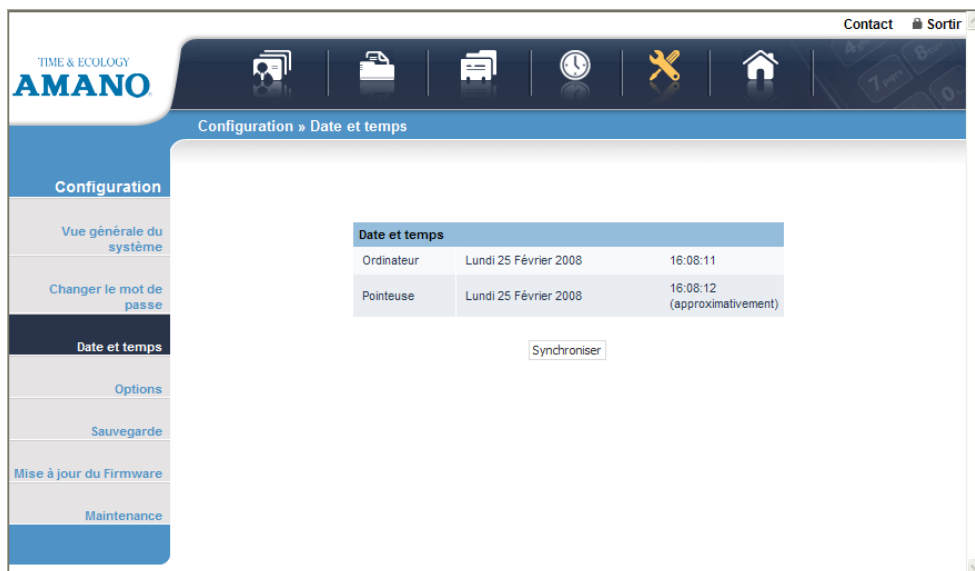 Contact Sortir
TIME & ECOLOGY
AMANO
Configuration » Date et temps
Configuration
Vue générale du
système
Changer le mot de
passe
Date et temps
Options
Sauvegarde
Mise à jour du Firmware
Maintenance
Date et temps
Ordinateur Lundi 25 Février 2008 16:08:11
Pointeuse Lundi 25 Février 2008 16:08:12
(approximativement)
Synchroniser